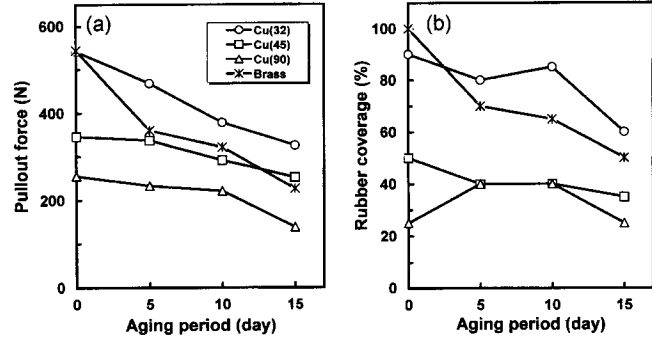 (a)
Cu(32)
Cu(45)
Cu(90)
Brass
600
400
200
0
Pullout force (N)
0 5 10 15
Aging period (day)
(b)
100
80
60
40
20
0
Rubber coverage (%)
0 5 10 15
Aging period (day)